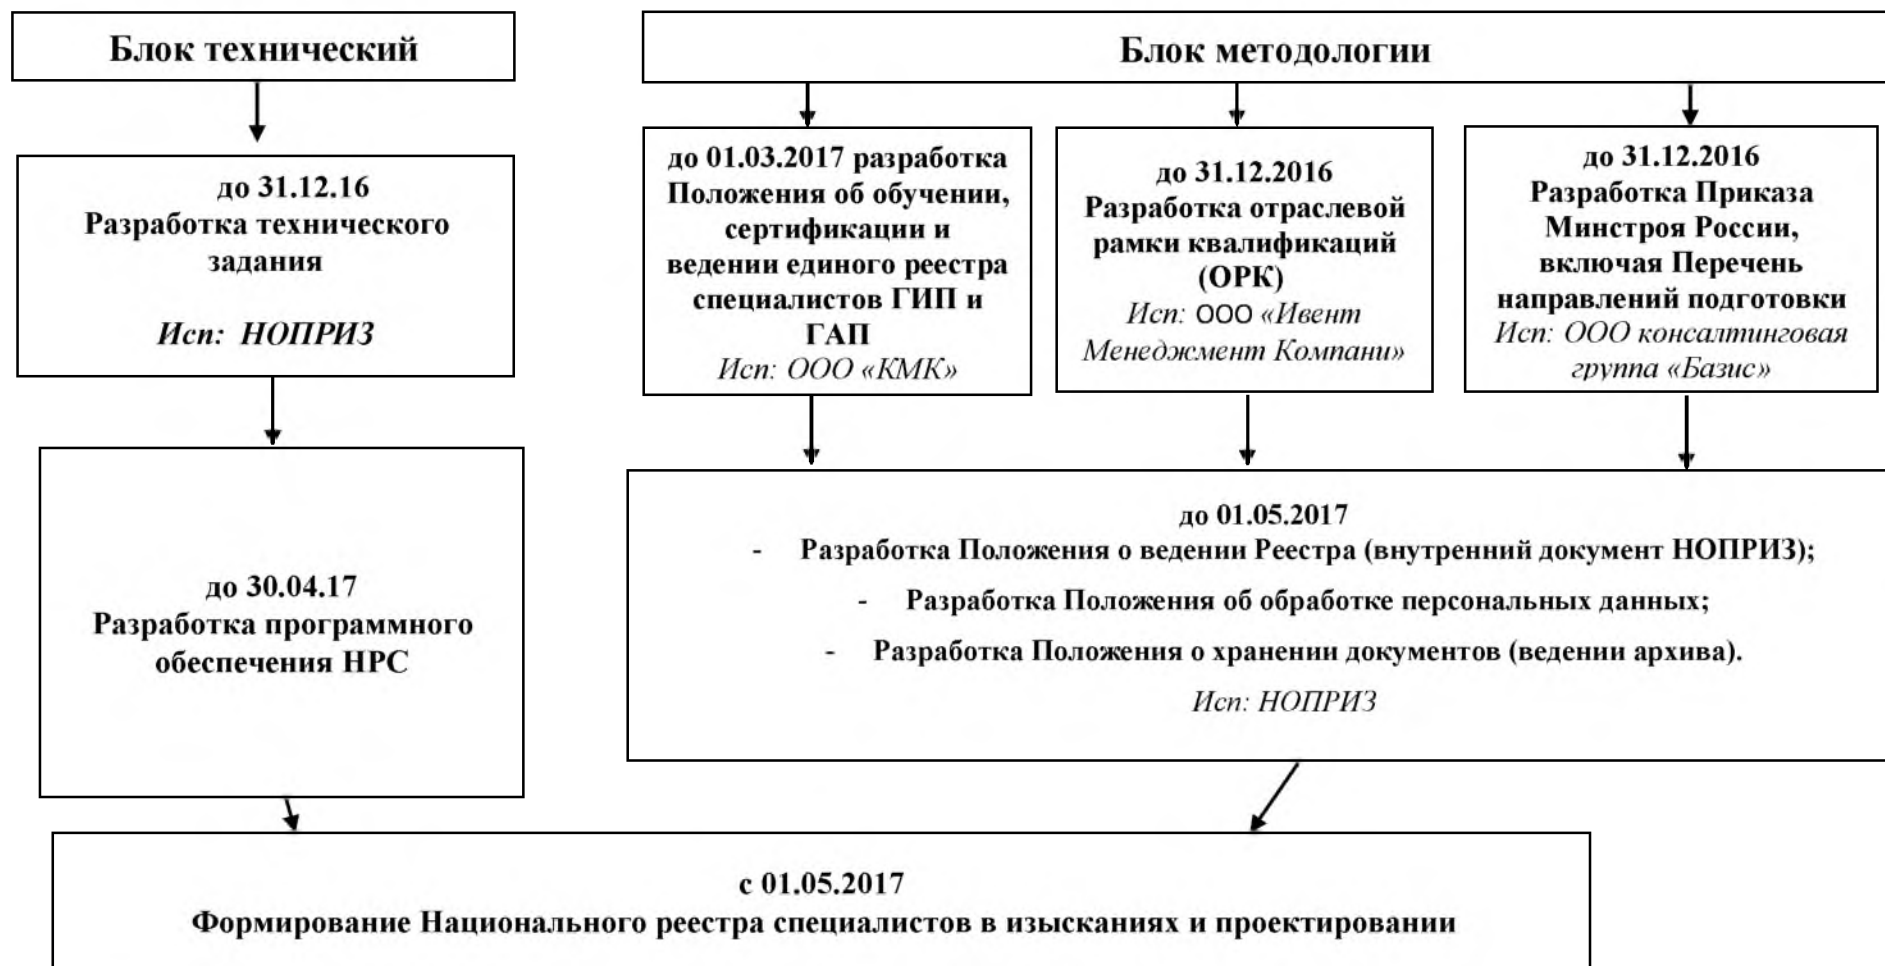 Блок технический
Блок методологии
до 31.12.16
Разработка технического
задания
Исп: НОПРИЗ
до 01.03.2017 разработка
Положения об обучении,
сертификации и
ведении единого реестра
специалистов ГИП и
ГАП
Исп: ООО «КМК»
до 31.12.2016
Разработка отраслевой
рамки квалификаций
(ОРК)
Исп: ООО «Ивент
Менеджмент Компани»
до 31.12.2016
Разработка Приказа
Минстроя России,
включая Перечень
направлений подготовки
Исп: ООО консалтинговая
группа «Базис»
до 30.04.17
Разработка программного
обеспечения НРС
до 01.05.2017
- Разработка Положения о ведении Реестра (внутренний документ НОПРИЗ);
- Разработка Положения об обработке персональных данных;
- Разработка Положения о хранении документов (ведении архива).
Исп: НОПРИЗ
с 01.05.2017
Формирование Национального реестра специалистов в изысканиях и проектировании